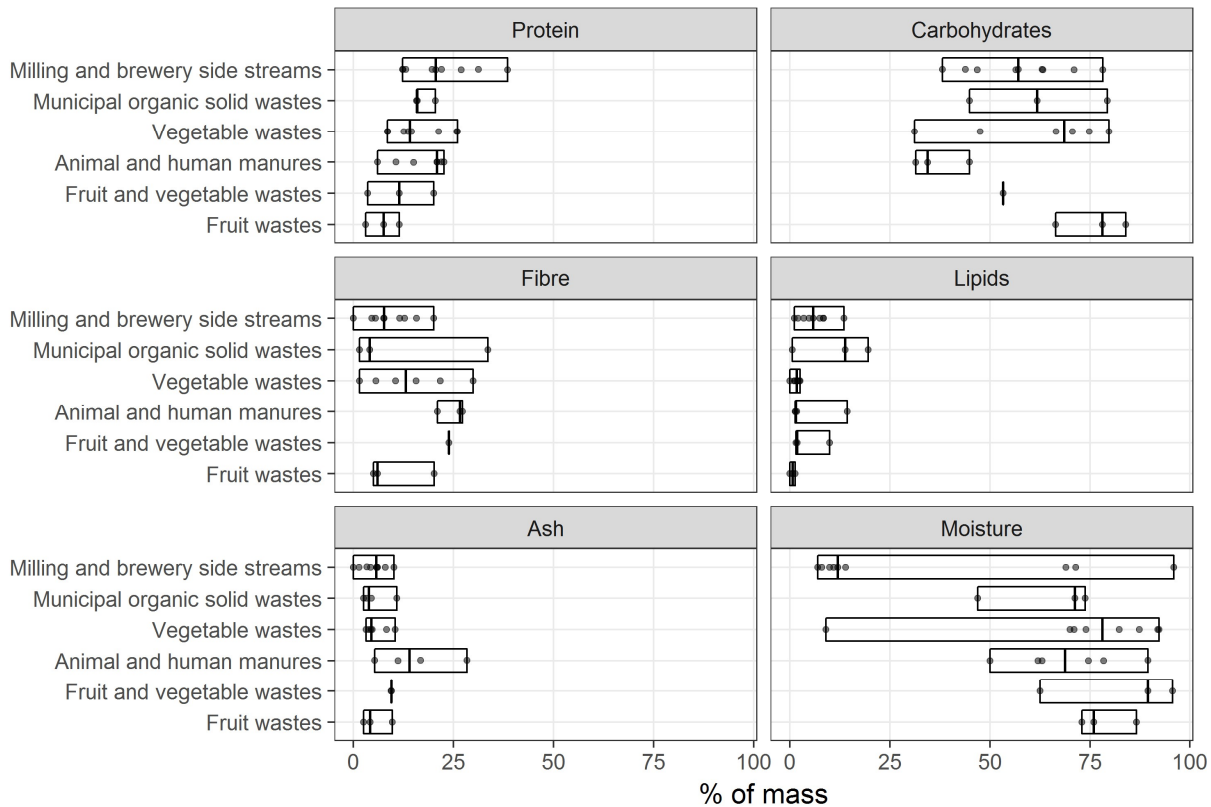 Protein
Carbohydrates
Milling and brewery side streams
Municipal organic solid wastes
Vegetable wastes
Animal and human manures
Fruit and vegetable wastes
Fruit wastes
Fibre
Lipids
Milling and brewery side streams
Municipal organic solid wastes
Vegetable wastes
Animal and human manures
Fruit and vegetable wastes
Fruit wastes
Ash
Moisture
Milling and brewery side streams
Municipal organic solid wastes
Vegetable wastes
Animal and human manures
Fruit and vegetable wastes
Fruit wastes
0 25 50 75 100 0 25 50 75 100
% of mass